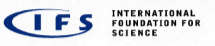 IFS
INTERNATIONAL
FOUNDATION FOR
SCIENCE